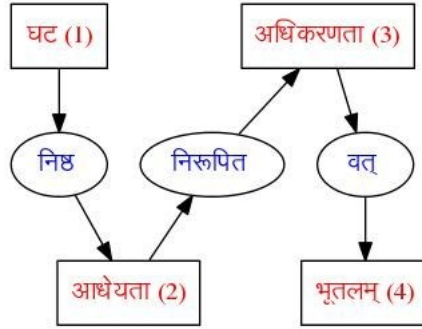 घट (1)
अधिकरणता (3)
निष्ठ
निरूपित
वत्
आधेयता (2)
भूतलम् (4)